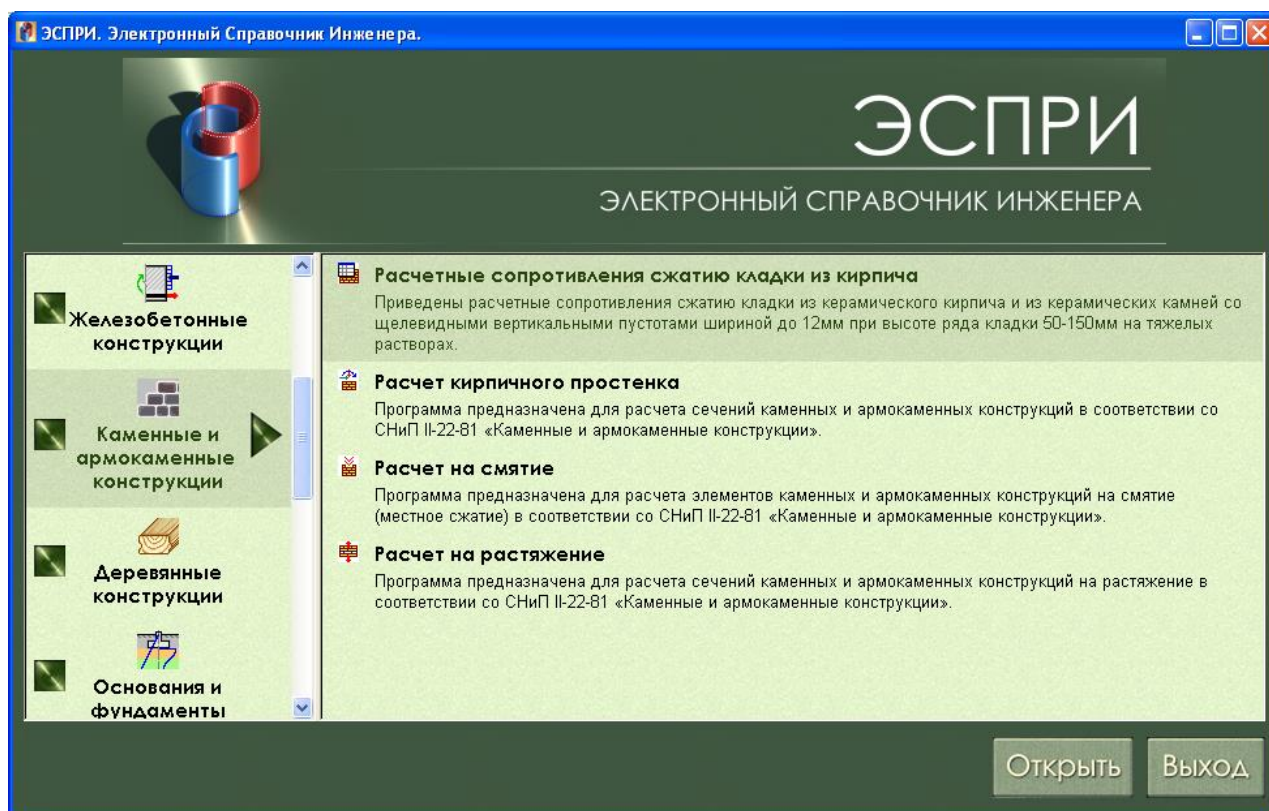 ЭСПРИ. Электронный Справочник Инженера.
ЭСПРИ
ЭЛЕКТРОННЫЙ СПРАВОЧНИК ИНЖЕНЕРА
Железобетонные
конструкции
Каменные и
армокаменные
конструкции
Деревянные
конструкции
Основания и
фундаменты
Расчетные сопротивления сжатию кладки из кирпича
Приведены расчетные сопротивления сжатию кладки из керамического кирпича и из керамических камней со
щелевидными вертикальными пустотами шириной до 12мм при высоте ряда кладки 50-150мм на тяжелых
растворах.
Расчет кирпичного простенка
Программа предназначена для расчета сечений каменных и армокаменных конструкций в соответствии со
СНиП II-22-81 «Каменные и армокаменные конструкции».
Расчет на смятие
Программа предназначена для расчета элементов каменных и армокаменных конструкций на смятие
(местное сжатие) в соответствии со СНиП II-22-81 «Каменные и армокаменные конструкции».
Расчет на растяжение
Программа предназначена для расчета сечений каменных и армокаменных конструкций на растяжение в
соответствии со СНиП II-22-81 «Каменные и армокаменные конструкции».
Открыть
Выход